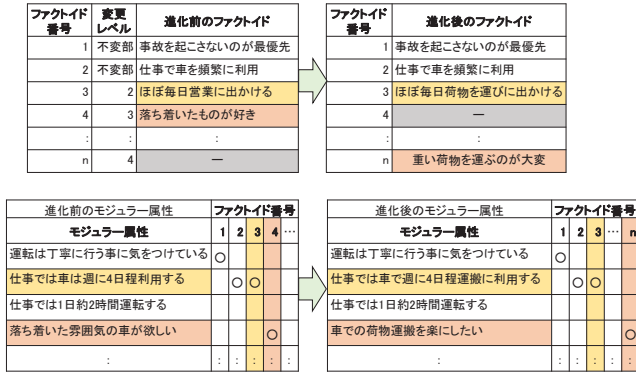 ファクトイド番号 変更レベル 進化前のファクトイド
1 不変部 事故を起こさないのが最優先
2 不変部 仕事で車を頻繁に利用
3 2 ほぼ毎日営業に出かける
4 3 落ち着いたものが好き
: : :
n 4 ―
ファクトイド番号 進化後のファクトイド
1 事故を起こさないのが最優先
2 仕事で車を頻繁に利用
3 ほぼ毎日荷物を運びに出かける
4 ―
: :
n 重い荷物を運ぶのが大変
進化前のモジュラー属性 ファクトイド番号
モジュラー属性 1 2 3 4 …
運転は丁寧に行う事に気をつけている ○
仕事では車は週に4日程利用する ○ ○
仕事では1日約2時間運転する
落ち着いた雰囲気の車が欲しい ○
: : : : : :
進化後のモジュラー属性 ファクトイド番号
モジュラー属性 1 2 3 … n
運転は丁寧に行う事に気をつけている ○
仕事では車で週に4日程運搬に利用する ○ ○
仕事では1日約2時間運転する
車での荷物運搬を楽にしたい ○
: : : : : :